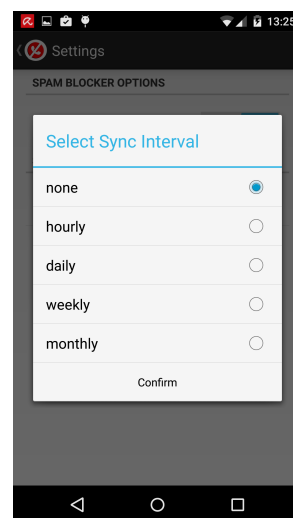 13:25
Settings
SPAM BLOCKER OPTIONS
Select Sync Interval
none
hourly
daily
weekly
monthly
Confirm